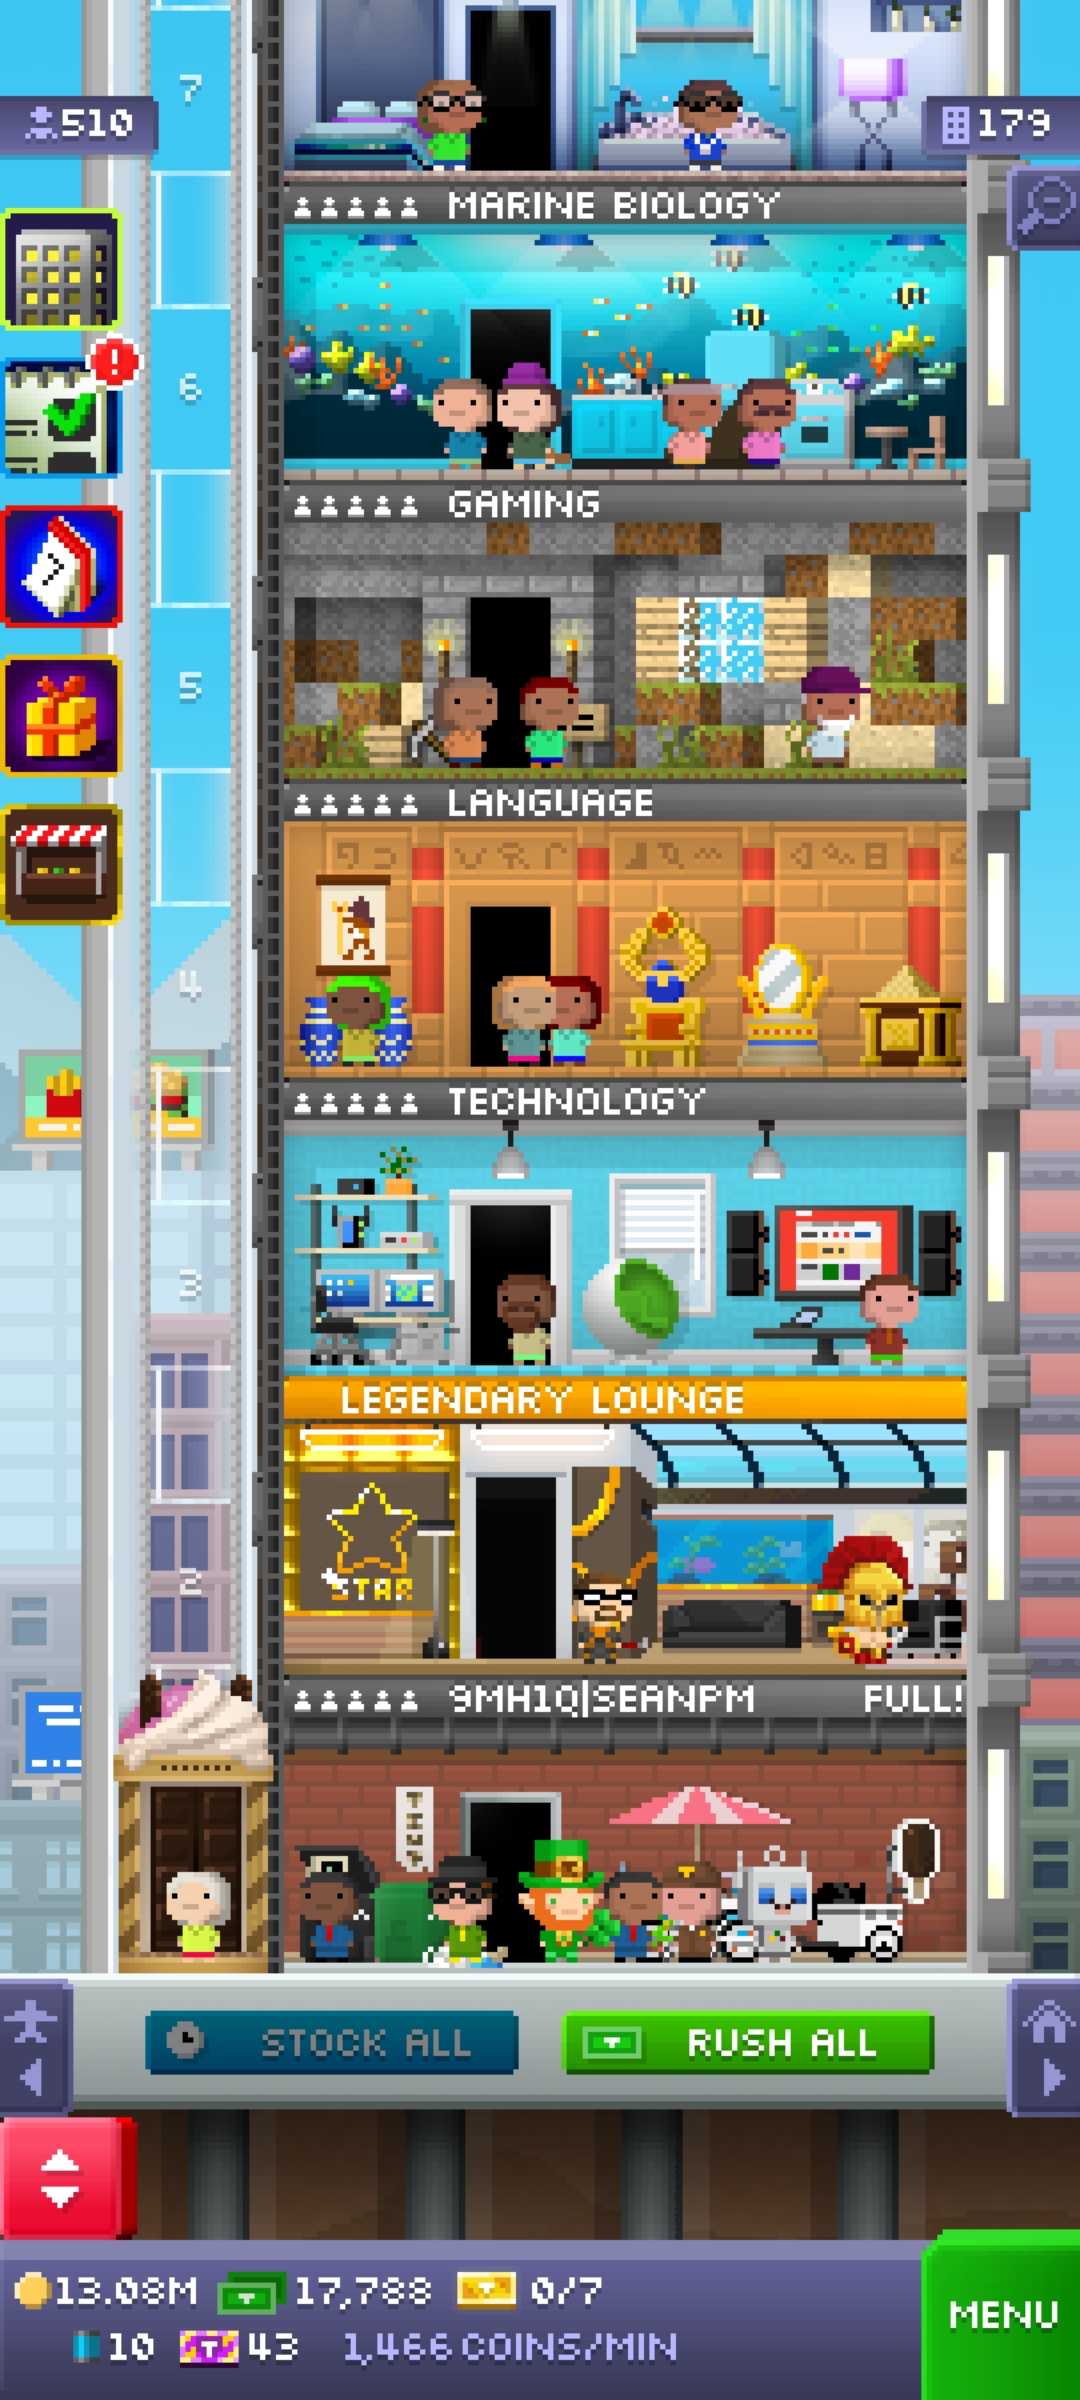 7
510
179
MARINE BIOLOGY
6
GAMING
5
LANGUAGE
4
TECHNOLOGY
3
LEGENDARY LOUNGE
STAR
2
9MH1Q|SEANPM FULL!
TINY
STOCK ALL
RUSH ALL
13.08M 17,788 0/7
MENU
10 43 1,466 COINS/MIN